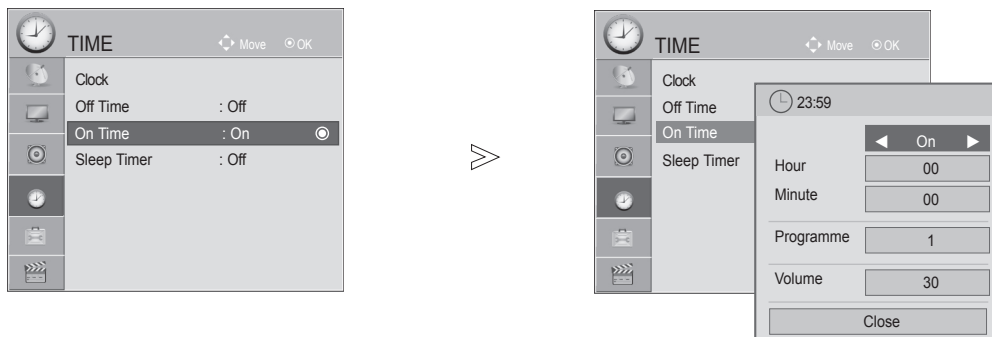 TIME Move OK
Clock
Off Time : Off
On Time : On
Sleep Timer : Off
TIME Move OK
Clock
Off Time
On Time
Sleep Timer
23:59
On
Hour 00
Minute 00
Programme 1
Volume 30
Close